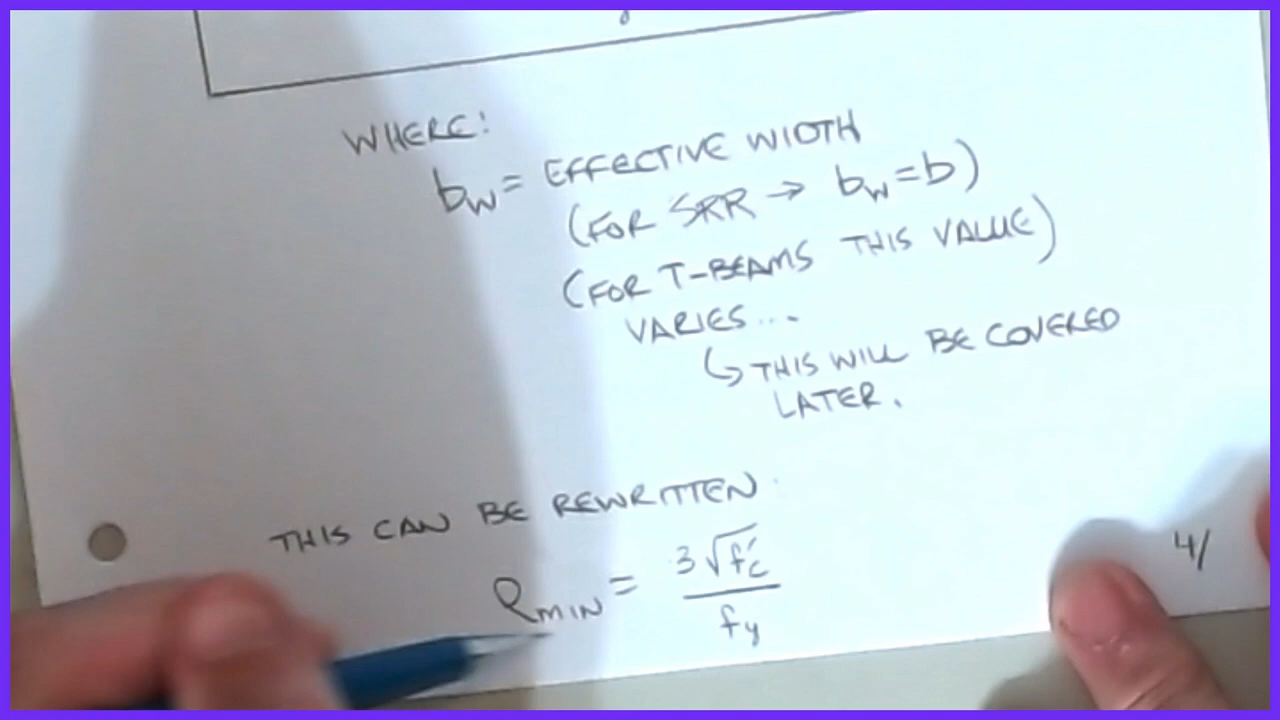 WHERE:
bw = EFFECTIVE WIDTH
(FOR SRR → bw = b)
(FOR T-BEAMS THIS VALUE)
VARIES...
↳ THIS WILL BE COVERED
LATER.
THIS CAN BE REWRITTEN
ρMIN = 3√f'c / fy
4/